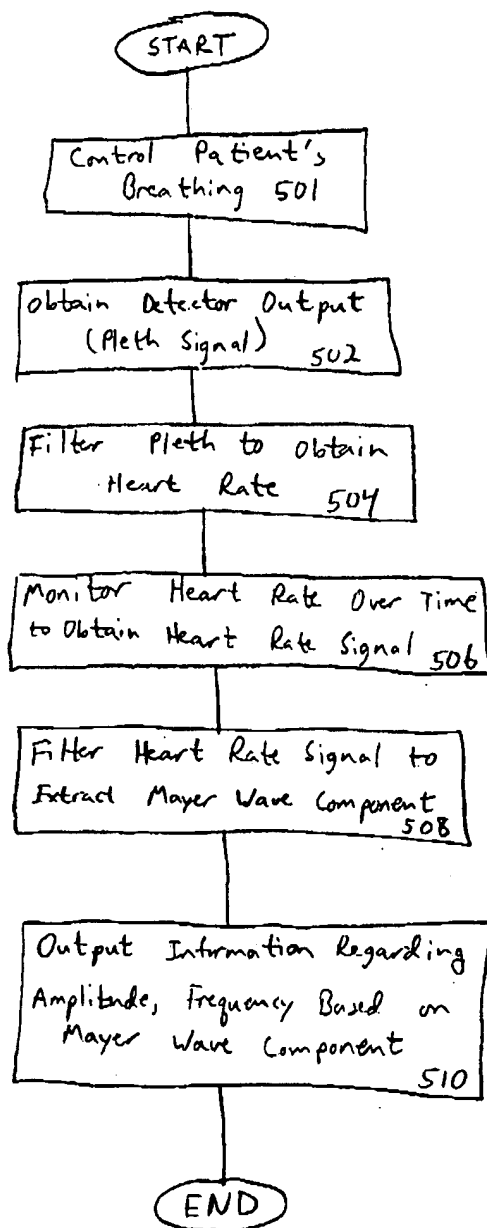 START
Control Patient's
Breathing 501
Obtain Detector Output
(Pleth Signal)
502
Filter Pleth to Obtain
Heart Rate
504
Monitor Heart Rate Over Time
to Obtain Heart Rate Signal
506
Filter Heart Rate Signal to
Extract Mayer Wave Component
508
Output Information Regarding
Amplitude, Frequency Based on
Mayer Wave Component
510
END